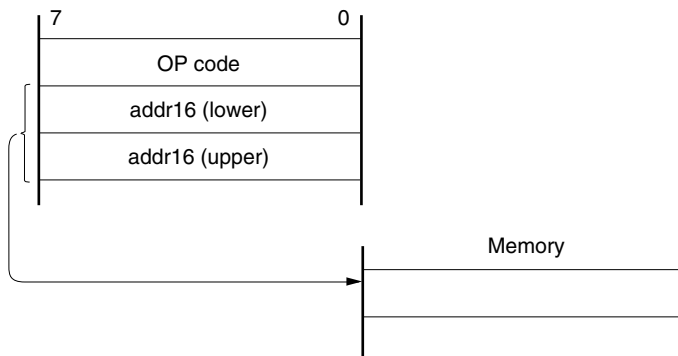 7 0
OP code
addr16 (lower)
addr16 (upper)
Memory